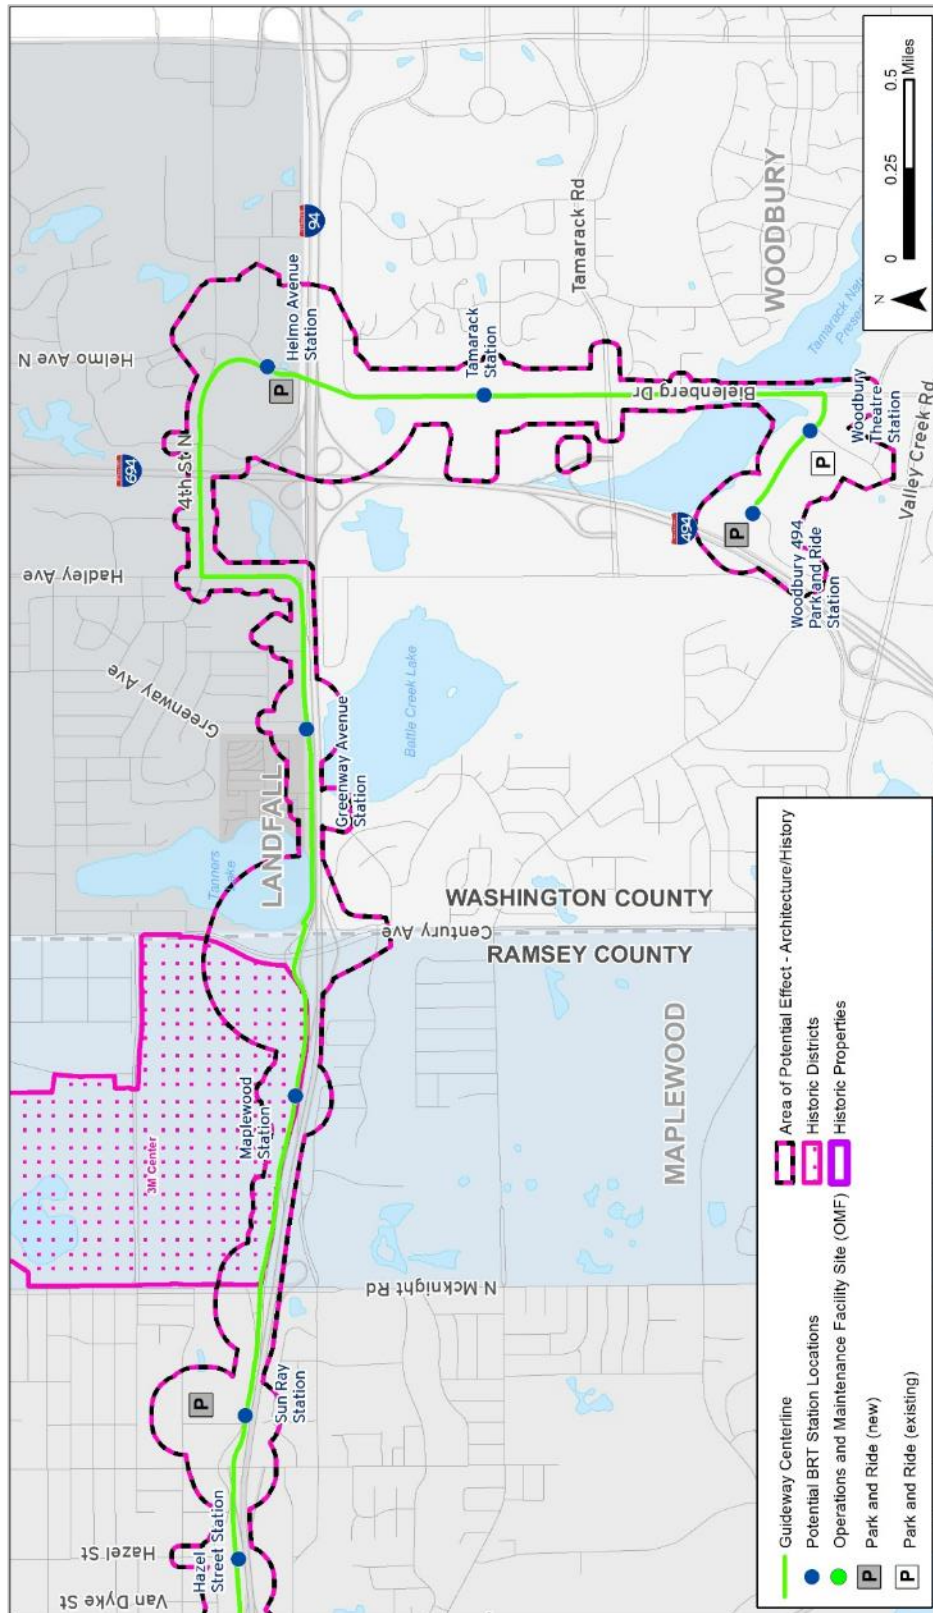 Van Dyke St
Hazel St
Hazel
Street Station
P
Sun Ray
Station
N Mcknight Rd
3M Center
Maplewood
Station
MAPLEWOOD
RAMSEY COUNTY
WASHINGTON COUNTY
Century Ave
Tanners
Lake
LANDFALL
Greenway Ave
Greenway Avenue
Station
Battle Creek Lake
Hadley Ave
4th St N
694
Helmo Ave N
P
Helmo Avenue
Station
94
Tamarack
Station
Tamarack Rd
Bielenberg Dr
WOODBURY
494
P
Woodbury 494
Park and Ride
Station
P
Woodbury
Theatre
Station
Valley Creek Rd
Tamarack Nature
Preserve
Guideway Centerline
Potential BRT Station Locations
Operations and Maintenance Facility Site (OMF)
P Park and Ride (new)
P Park and Ride (existing)
Area of Potential Effect - Architecture/History
Historic Districts
Historic Properties
N
0 0.25 0.5
Miles